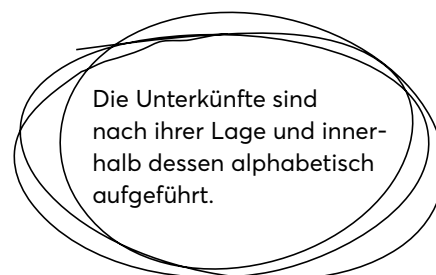 Die Unterkünfte sind
nach ihrer Lage und inner-
halb dessen alphabetisch
aufgeführt.